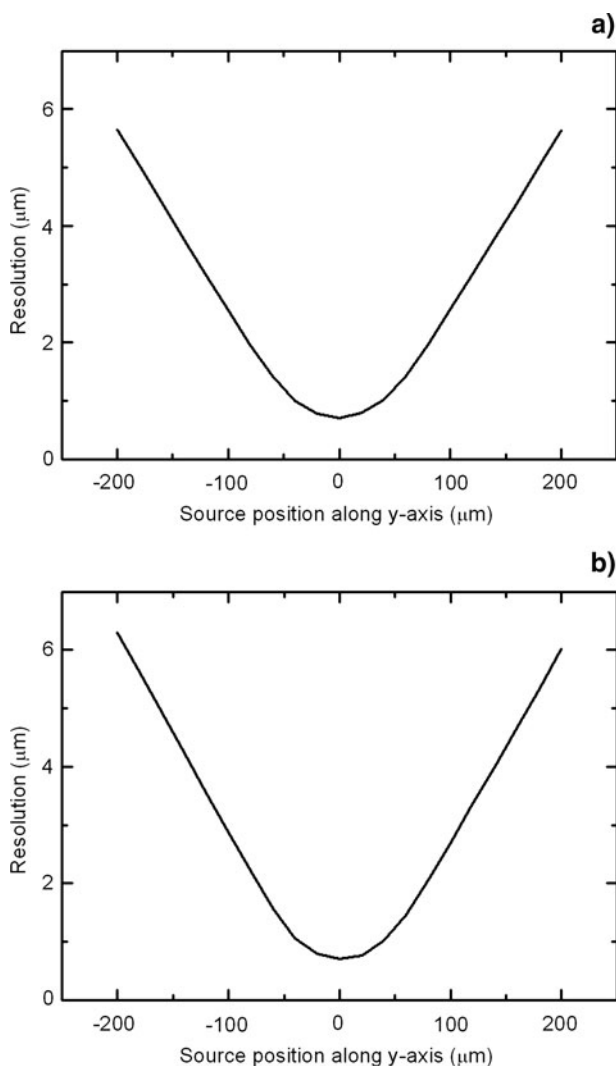 a)
6
4
2
0
Resolution (μm)
-200 -100 0 100 200
Source position along y-axis (μm)
b)
6
4
2
0
Resolution (μm)
-200 -100 0 100 200
Source position along y-axis (μm)